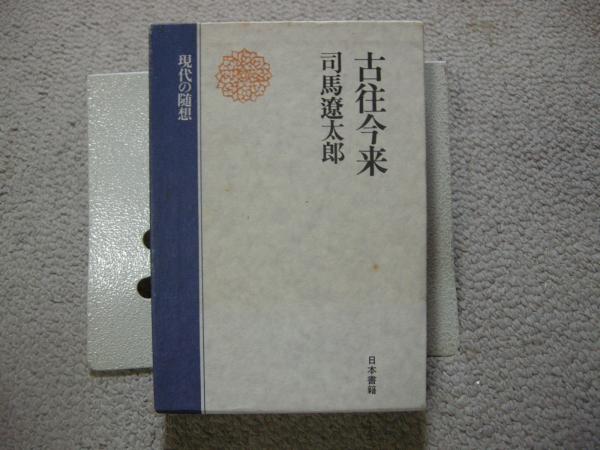 古往今来
司馬遼太郎
現代の随想
日本書籍